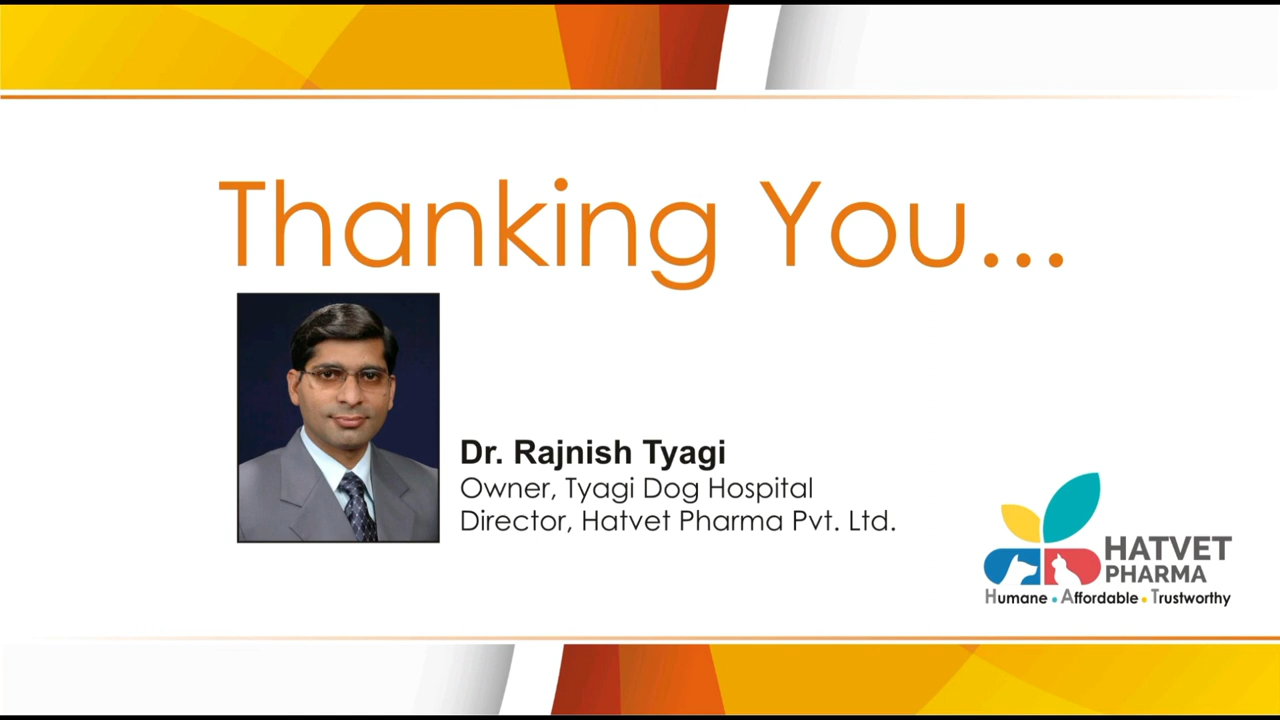 Thanking You...
Dr. Rajnish Tyagi
Owner, Tyagi Dog Hospital
Director, Hatvet Pharma Pvt. Ltd.
HATVET
PHARMA
Humane • Affordable • Trustworthy